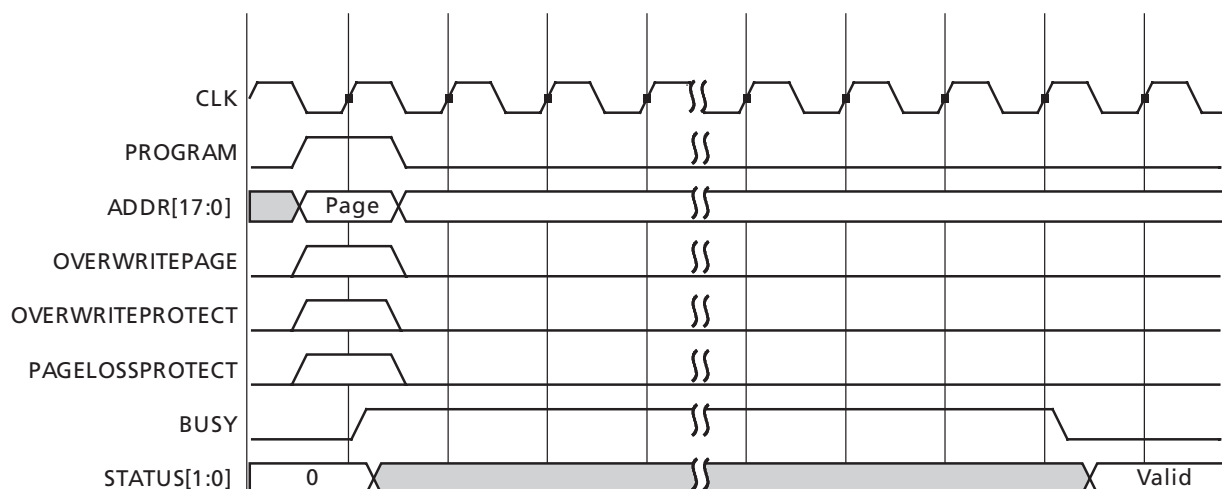 CLK
PROGRAM
ADDR[17:0] Page
OVERWRITEPAGE
OVERWRITEPROTECT
PAGELOSSPROTECT
BUSY
STATUS[1:0] 0 Valid